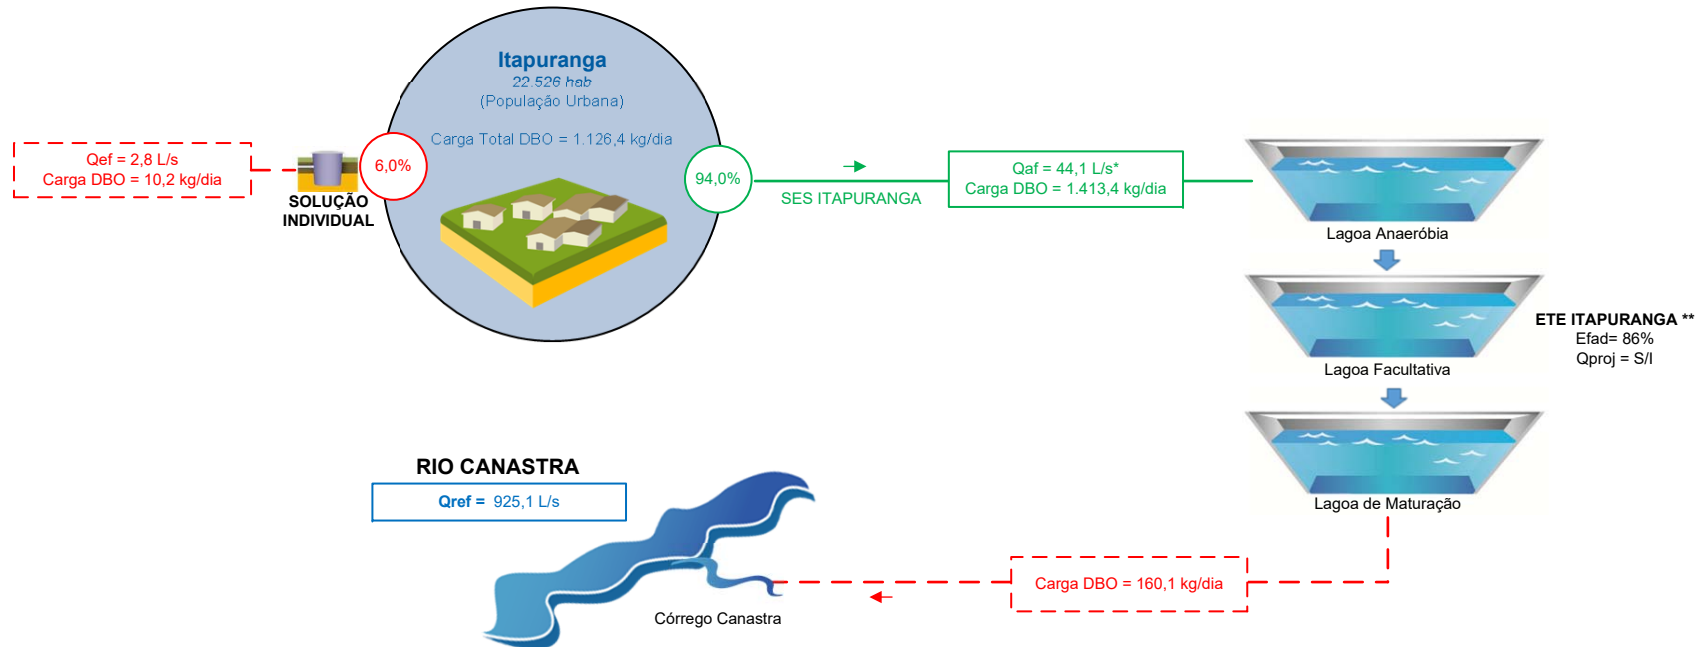 Itapuranga
22.526 hab
(População Urbana)
Carga Total DBO = 1.126,4 kg/dia
Qef = 2,8 L/s
Carga DBO = 10,2 kg/dia
6,0%
SOLUÇÃO
INDIVIDUAL
94,0%
SES ITAPURANGA
Qaf = 44,1 L/s*
Carga DBO = 1.413,4 kg/dia
Lagoa Anaeróbia
Lagoa Facultativa
ETE ITAPURANGA **
Efad= 86%
Qproj = S/I
Lagoa de Maturação
RIO CANASTRA
Qref = 925,1 L/s
Carga DBO = 160,1 kg/dia
Córrego Canastra